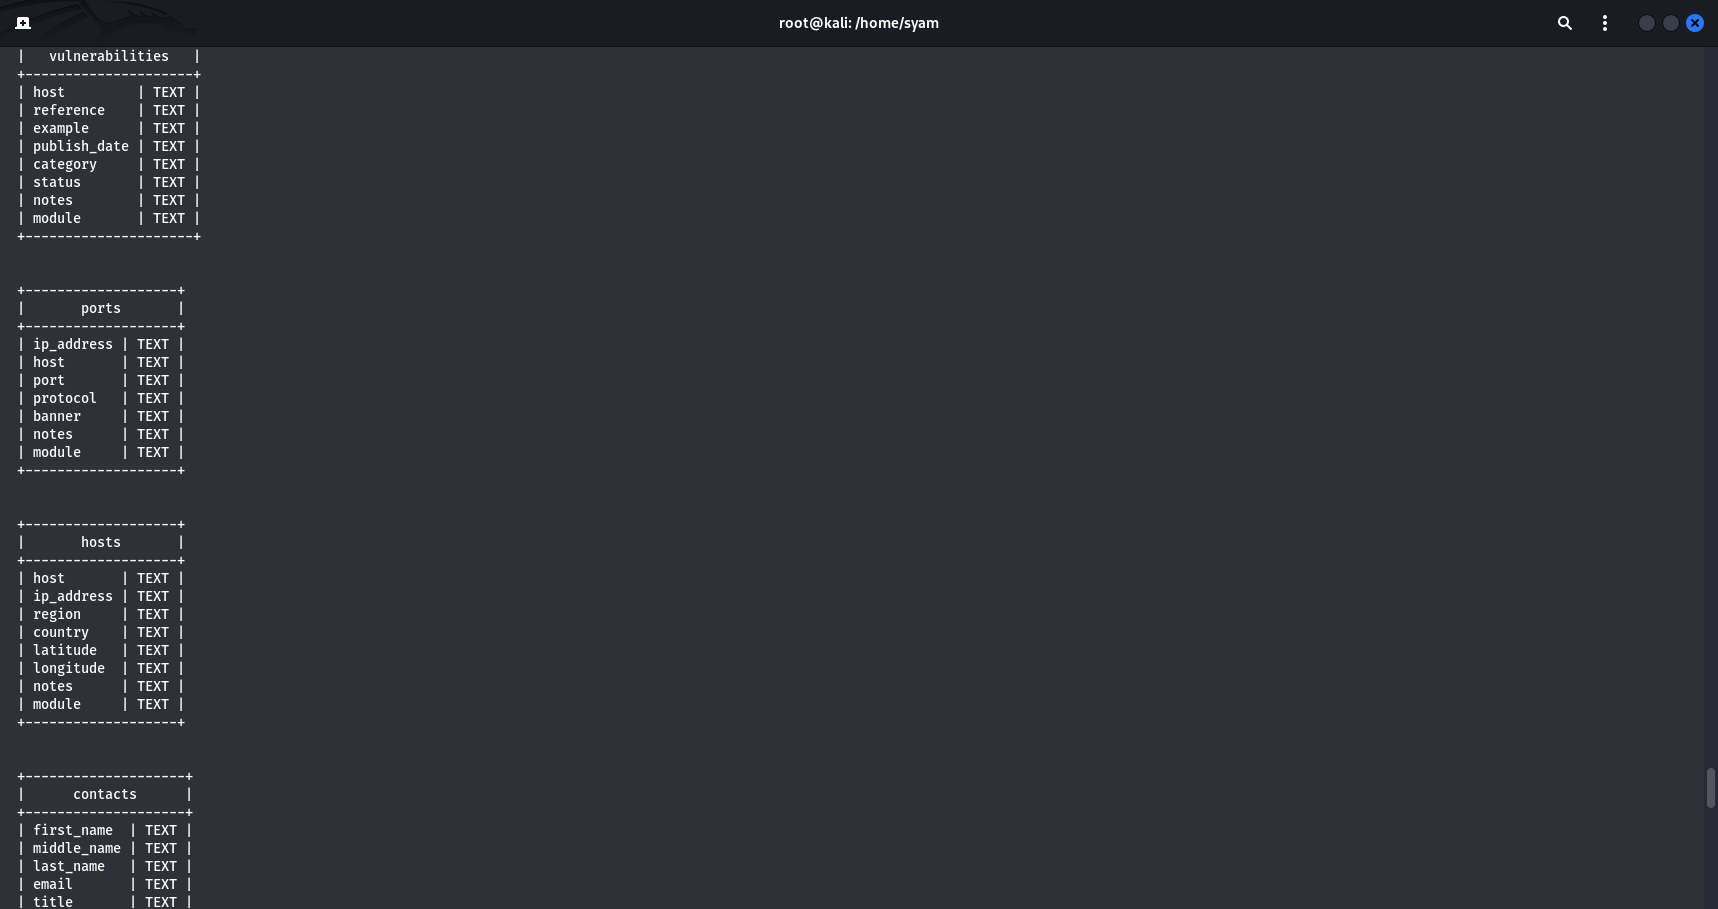 root@kali: /home/syam
|   vulnerabilities   |
+---------------------+
| host         | TEXT |
| reference    | TEXT |
| example      | TEXT |
| publish_date | TEXT |
| category     | TEXT |
| status       | TEXT |
| notes        | TEXT |
| module       | TEXT |
+---------------------+
+-------------------+
|       ports       |
+-------------------+
| ip_address | TEXT |
| host       | TEXT |
| port       | TEXT |
| protocol   | TEXT |
| banner     | TEXT |
| notes      | TEXT |
| module     | TEXT |
+-------------------+
+-------------------+
|       hosts       |
+-------------------+
| host       | TEXT |
| ip_address | TEXT |
| region     | TEXT |
| country    | TEXT |
| latitude   | TEXT |
| longitude  | TEXT |
| notes      | TEXT |
| module     | TEXT |
+-------------------+
+--------------------+
|      contacts      |
+--------------------+
| first_name  | TEXT |
| middle_name | TEXT |
| last_name   | TEXT |
| email       | TEXT |
| title       | TEXT |